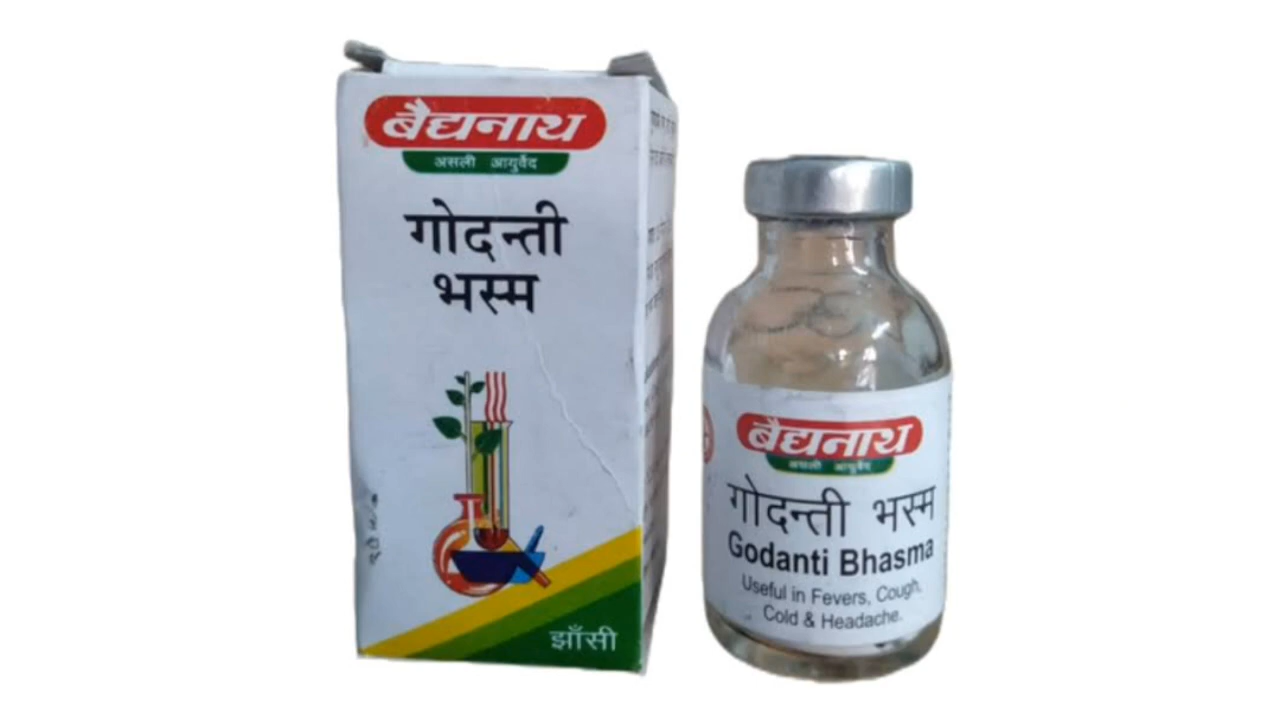 बैद्यनाथ
असली आयुर्वेद
गोदन्ती
भस्म
झाँसी
बैद्यनाथ
असली आयुर्वेद
गोदन्ती भस्म
Godanti Bhasma
Useful in Fevers, Cough,
Cold & Headache.